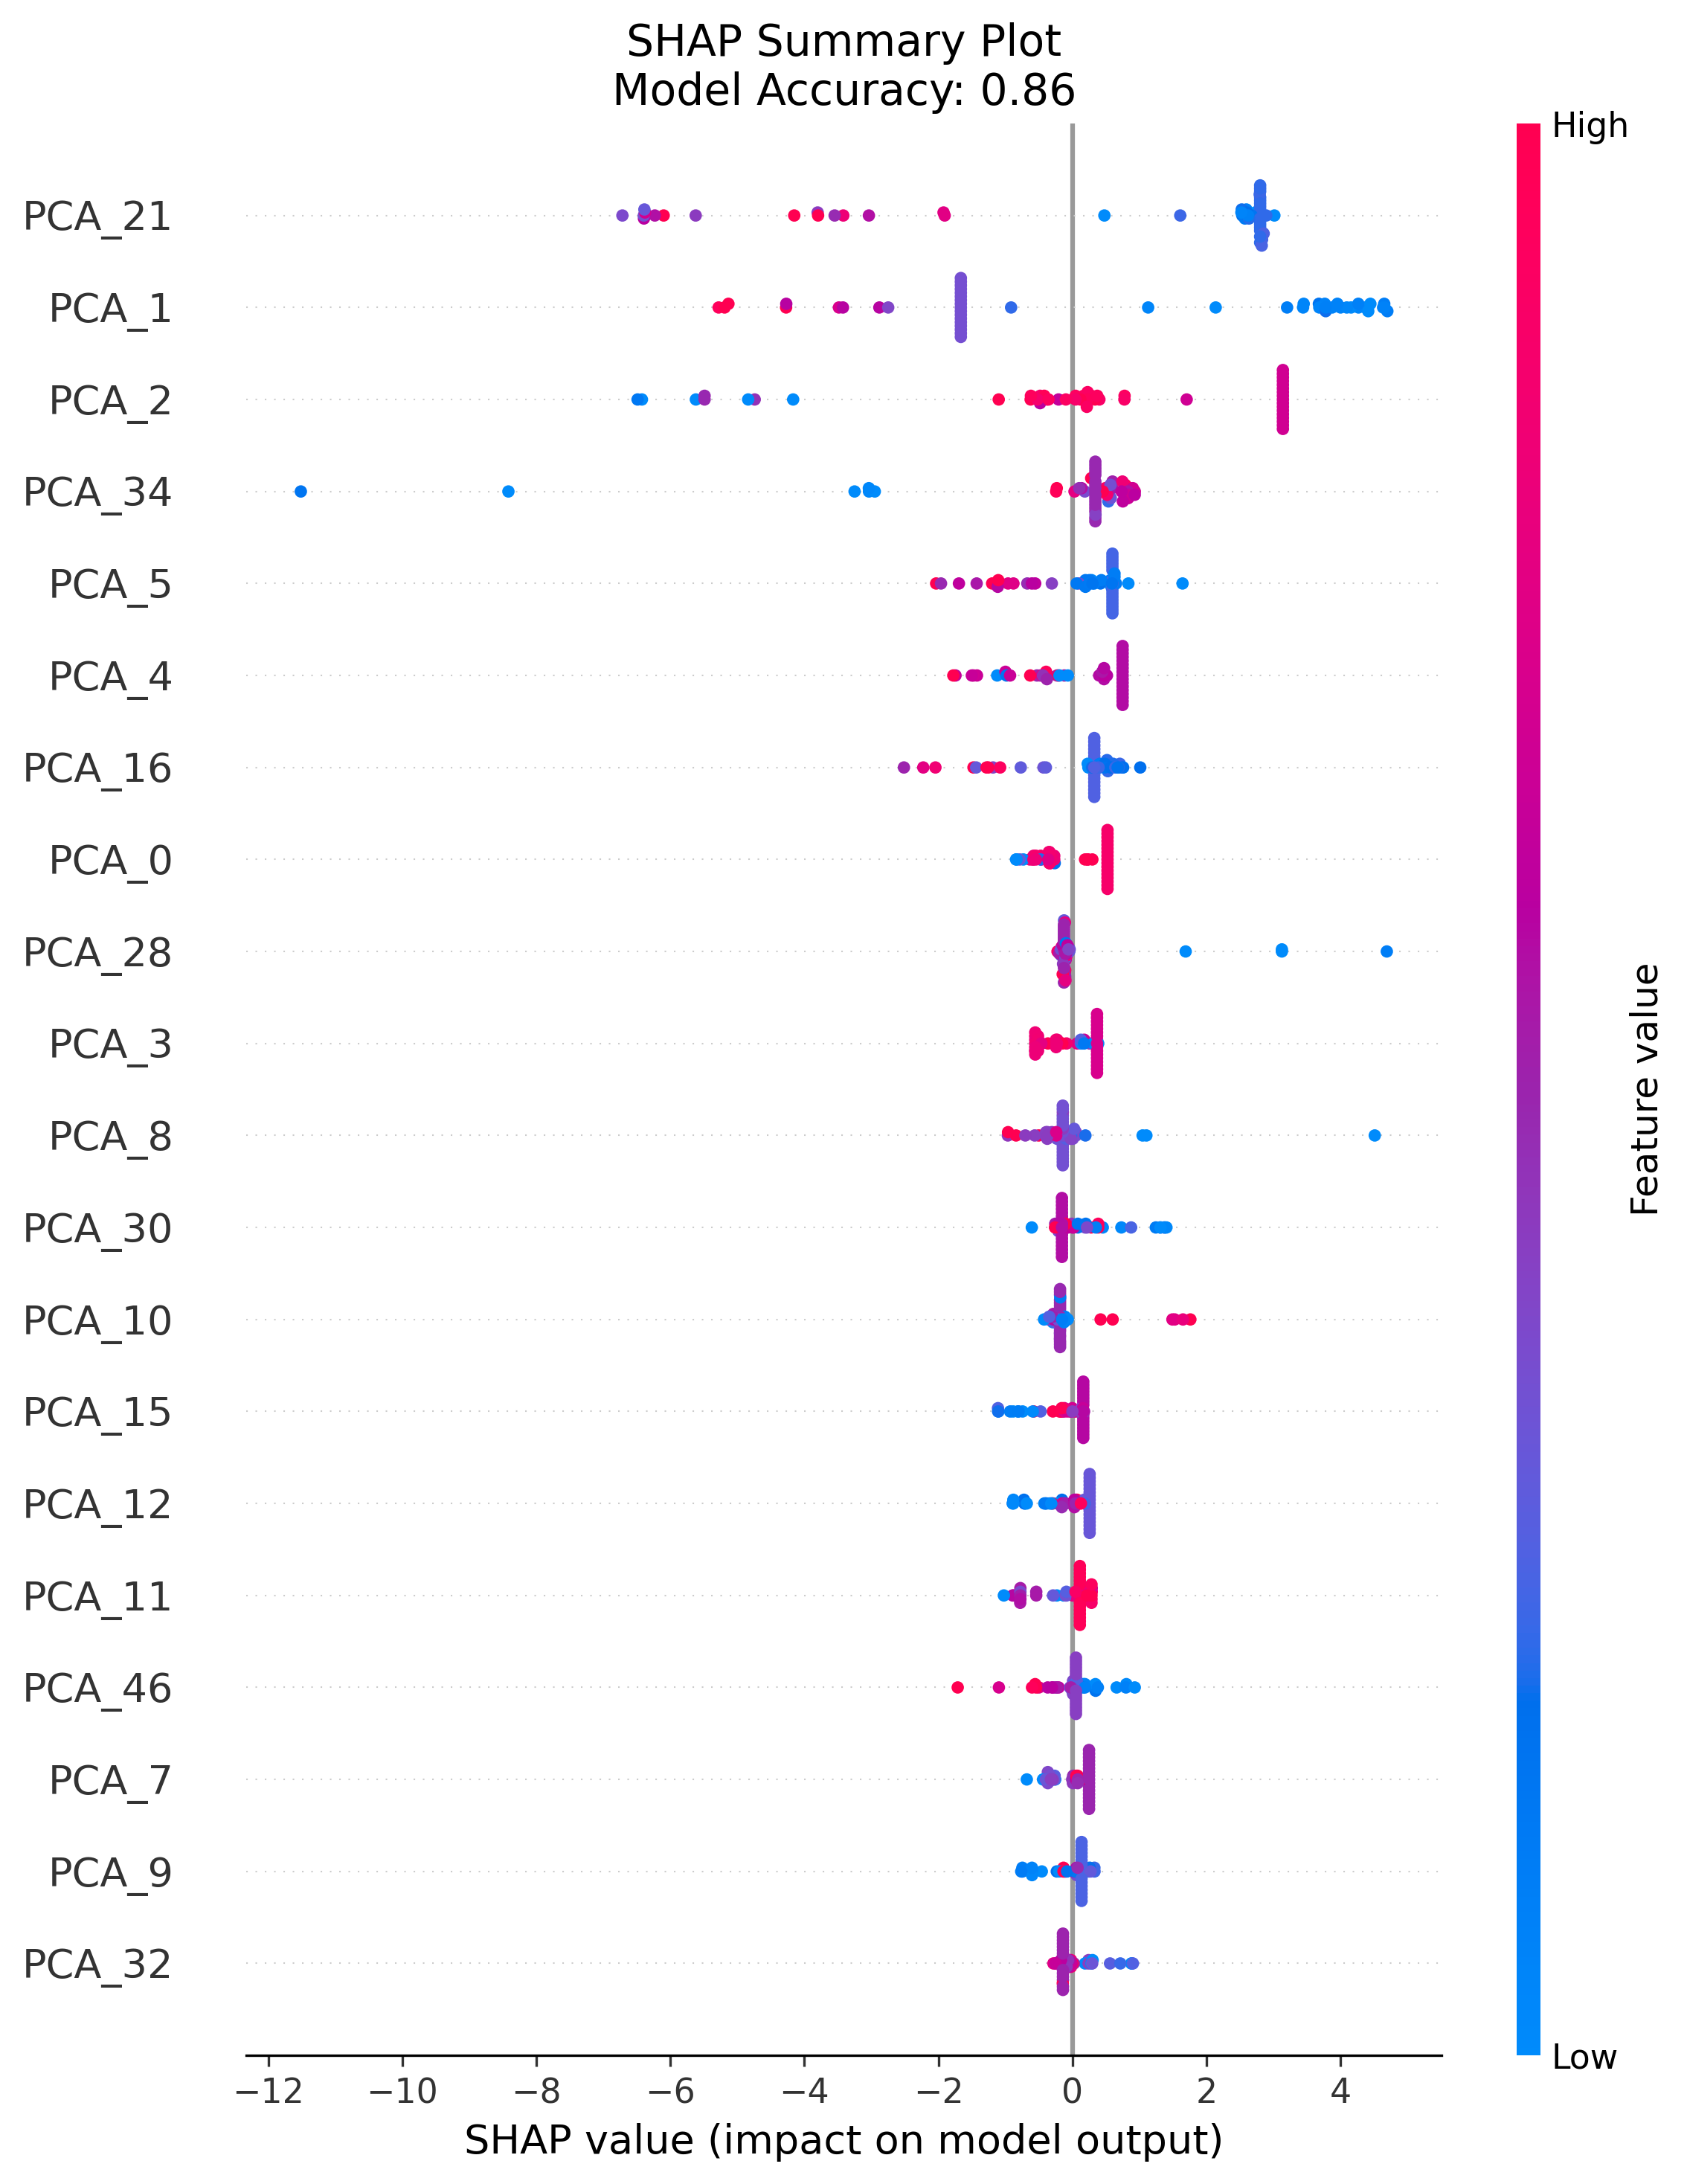 SHAP Summary Plot
Model Accuracy: 0.86
High
PCA_21
PCA_1
PCA_2
PCA_34
PCA_5
PCA_4
PCA_16
PCA_0
PCA_28
PCA_3
PCA_8
PCA_30
PCA_10
PCA_15
PCA_12
PCA_11
PCA_46
PCA_7
PCA_9
PCA_32
Feature value
Low
−12 −10 −8 −6 −4 −2 0 2 4
SHAP value (impact on model output)